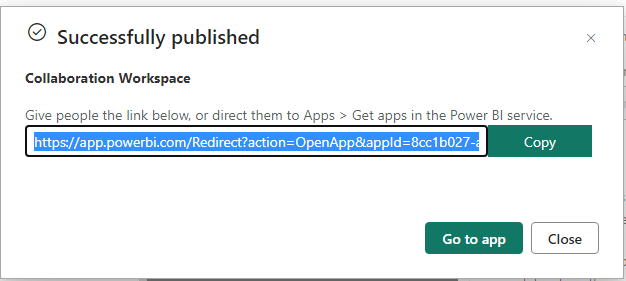 Successfully published
Collaboration Workspace
Give people the link below, or direct them to Apps > Get apps in the Power BI service.
https://app.powerbi.com/Redirect?action=OpenApp&appId=8cc1b027-a
Copy
Go to app
Close